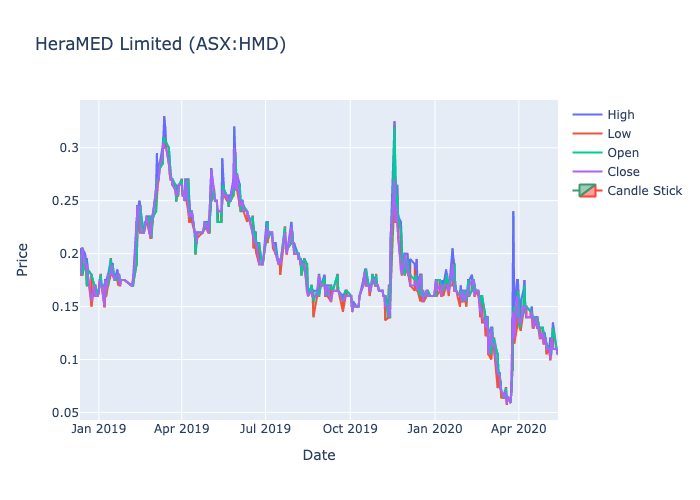 HeraMED Limited (ASX:HMD)
High
Low
Open
Close
Candle Stick
Price
0.3
0.25
0.2
0.15
0.1
0.05
Jan 2019 Apr 2019 Jul 2019 Oct 2019 Jan 2020 Apr 2020
Date